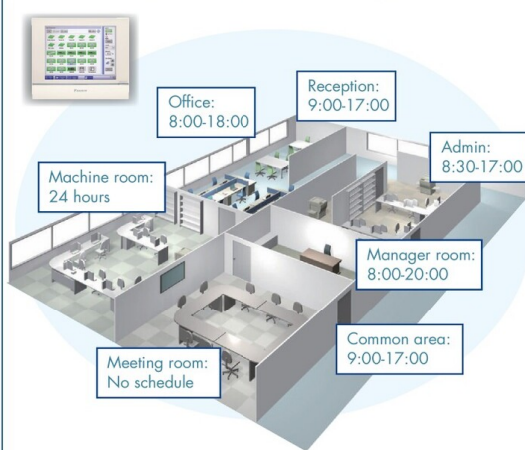 Office:
8:00-18:00
Reception:
9:00-17:00
Admin:
8:30-17:00
Machine room:
24 hours
Manager room:
8:00-20:00
Common area:
9:00-17:00
Meeting room:
No schedule